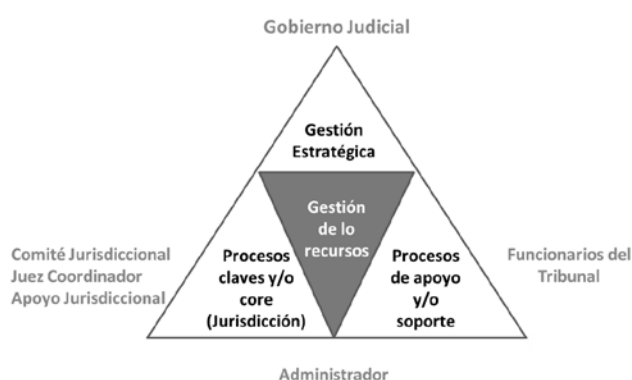 Gobierno Judicial
Gestión
Estratégica
Gestión
de lo
recursos
Comité Jurisdiccional
Juez Coordinador
Apoyo Jurisdiccional
Procesos
claves y/o
core
(Jurisdicción)
Procesos
de apoyo
y/o
soporte
Funcionarios del
Tribunal
Administrador